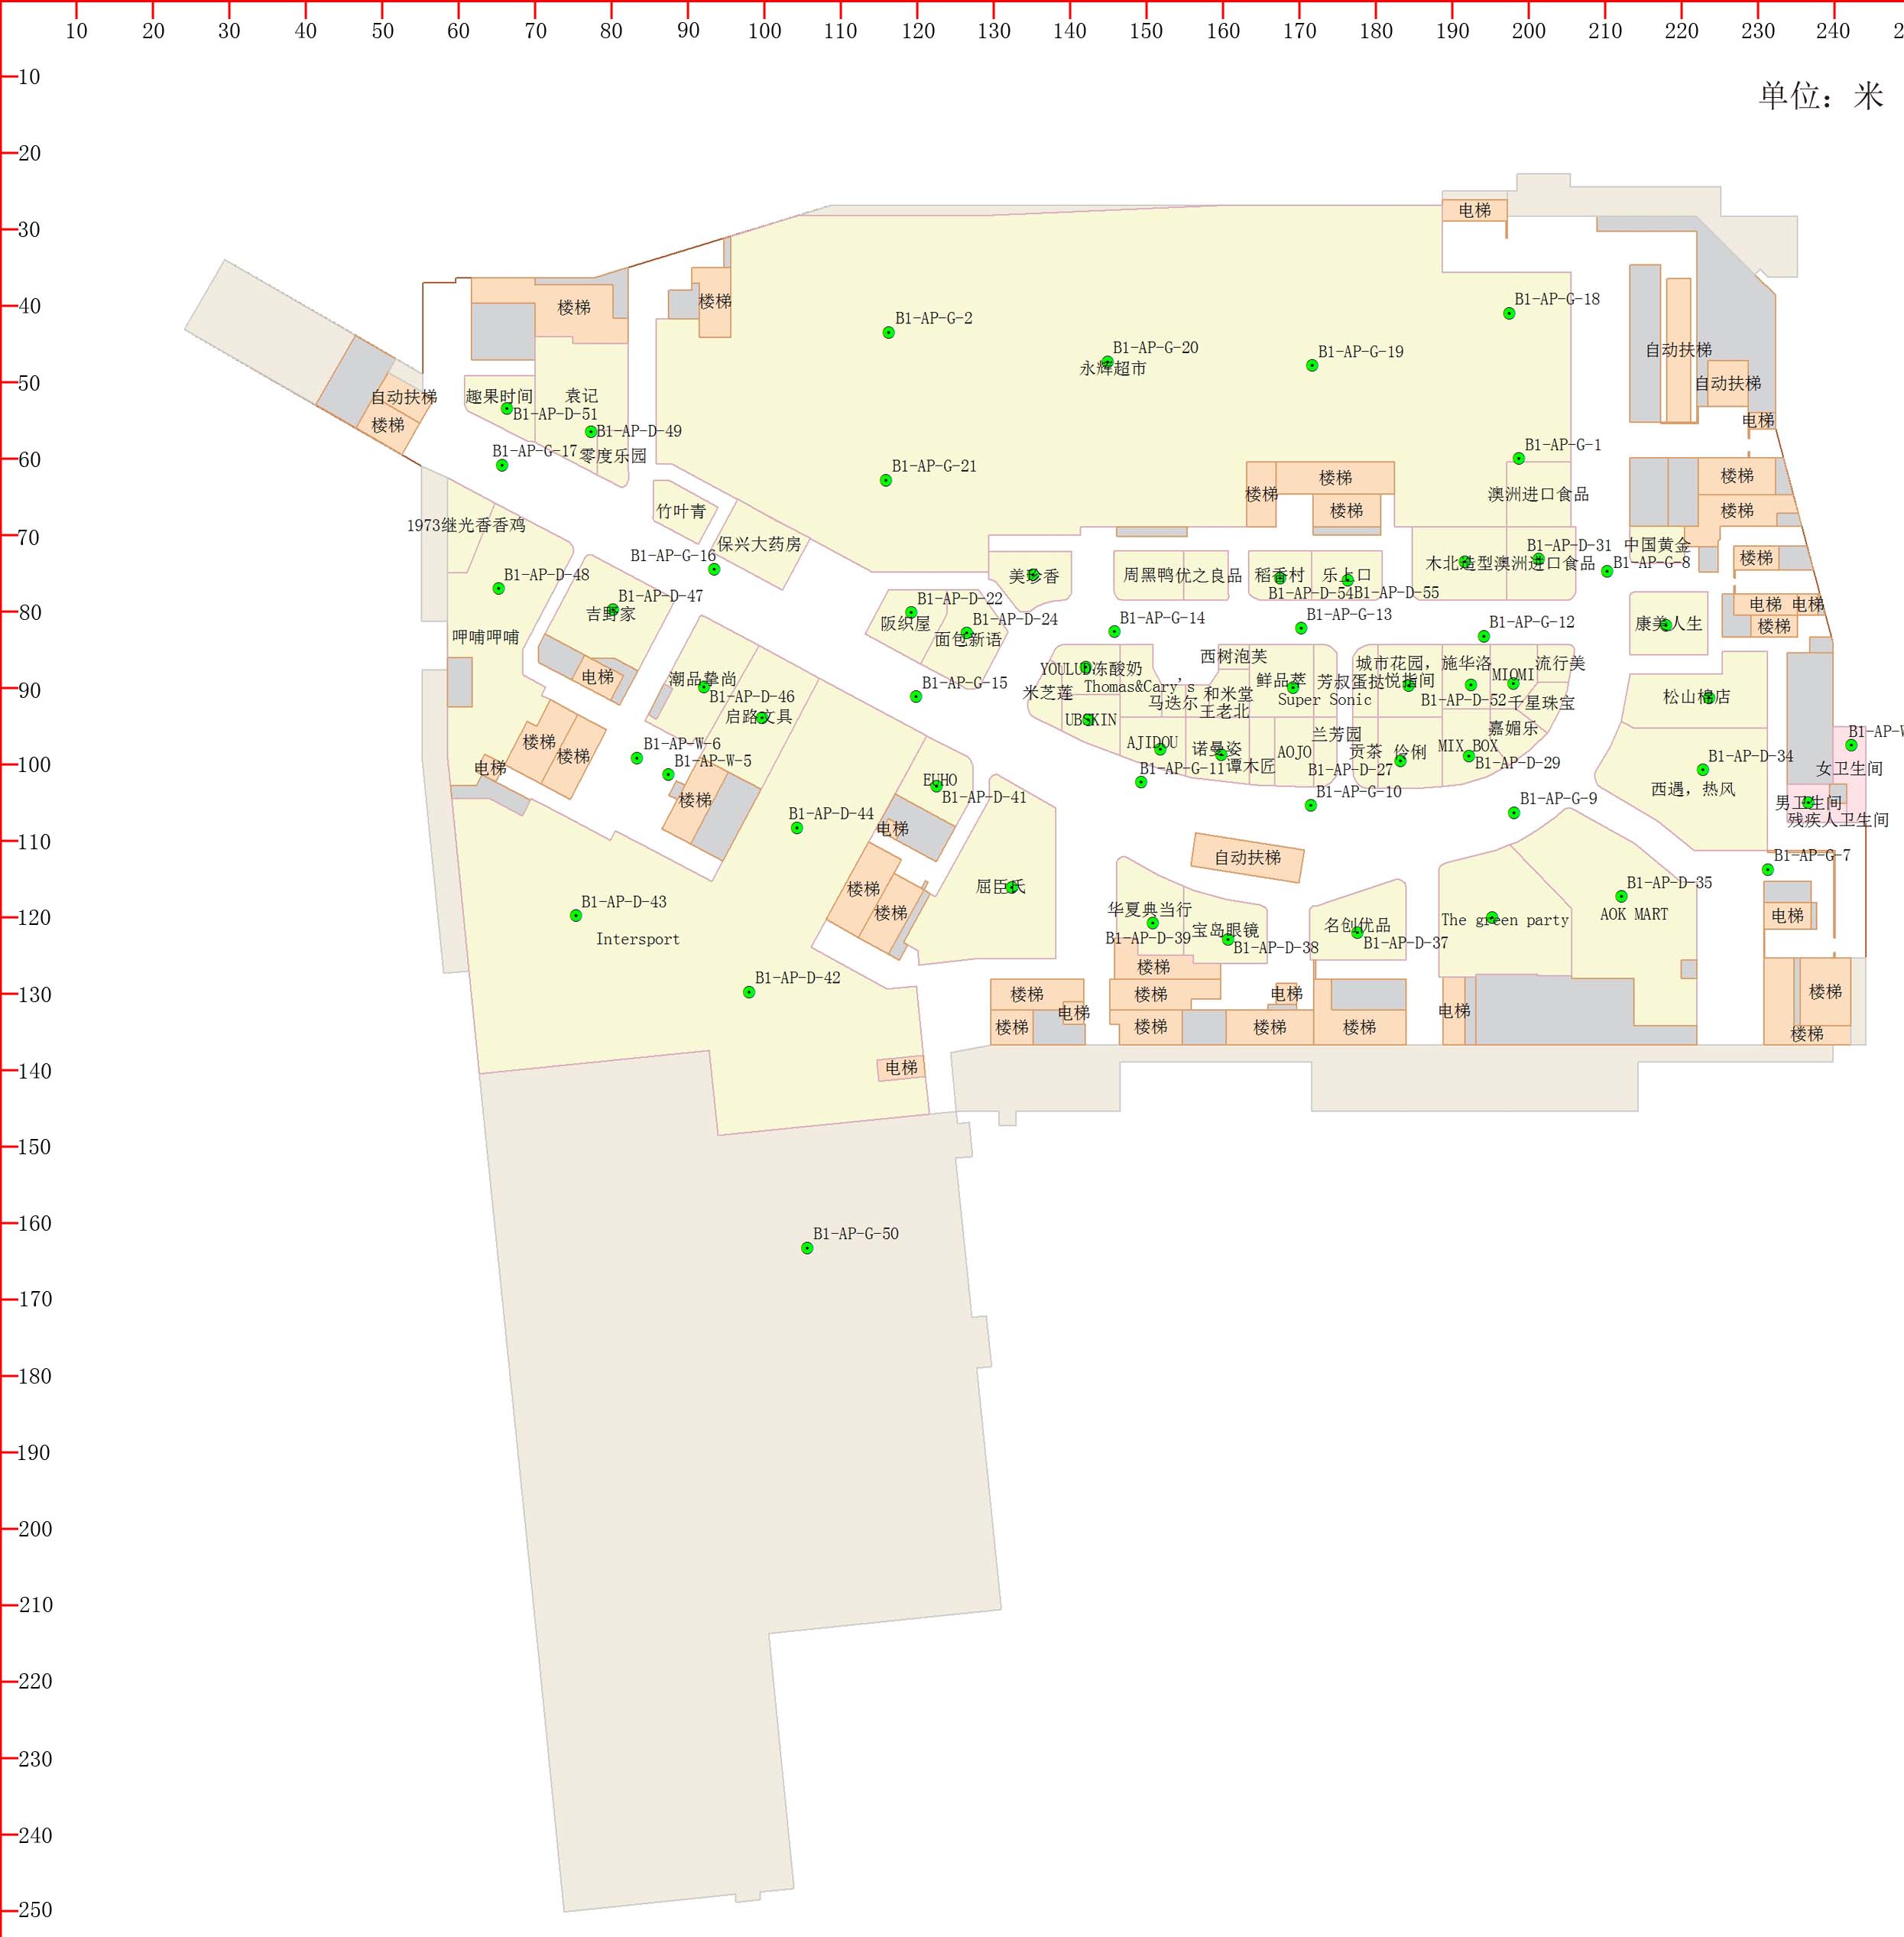 10 20 30 40 50 60 70 80 90 100 110 120 130 140 150 160 170 180 190 200 210 220 230 240
10
单位：米
20
30
电梯
40
楼梯
楼梯
B1-AP-G-18
B1-AP-G-2
B1-AP-G-20
B1-AP-G-19
自动扶梯
永辉超市
50
自动扶梯
自动扶梯
趣果时间
袁记
B1-AP-D-51
楼梯
电梯
B1-AP-D-49
B1-AP-G-17
零度乐园
B1-AP-G-1
60
B1-AP-G-21
楼梯
楼梯
楼梯
澳洲进口食品
竹叶青
楼梯
楼梯
1973继光香香鸡
70
保兴大药房
B1-AP-G-16
B1-AP-D-31
中国黄金
楼梯
木北造型
澳洲进口食品
B1-AP-G-8
B1-AP-D-48
美珍香
周黑鸭
优之良品
稻香村
乐上口
B1-AP-D-54
B1-AP-D-55
B1-AP-D-47
吉野家
80
B1-AP-D-22
电梯
电梯
阪织屋
B1-AP-D-24
B1-AP-G-14
B1-AP-G-13
B1-AP-G-12
康美人生
楼梯
呷哺呷哺
面包新语
西树泡芙
电梯
潮品摯尚
YOULUO冻酸奶
城市花园，
施华洛
流行美
90
B1-AP-D-46
B1-AP-G-15
米芝莲
Thomas&Cary's
和米堂
鲜品萃
芳叔蛋挞
悦指间
MIOMI
松山棉店
马迭尔
Super Sonic
B1-AP-D-52
千星珠宝
启路文具
UBSKIN
王老北
嘉媚乐
B1-AP-W-6
楼梯
楼梯
AJIDOU
诺曼姿
AOJO
兰芳园
贡茶
伶俐
MIX BOX
100
B1-AP-W-5
电梯
谭木匠
B1-AP-G-11
B1-AP-D-27
B1-AP-D-29
B1-AP-D-34
女卫生间
EUHO
B1-AP-D-41
楼梯
B1-AP-G-10
B1-AP-G-9
西遇，热风
男卫生间
残疾人卫生间
B1-AP-D-44
电梯
110
自动扶梯
B1-AP-G-7
楼梯
屈臣氏
B1-AP-D-35
120
B1-AP-D-43
楼梯
华夏典当行
宝岛眼镜
名创优品
The green party
AOK MART
电梯
Intersport
B1-AP-D-39
B1-AP-D-38
B1-AP-D-37
楼梯
130
B1-AP-D-42
楼梯
楼梯
电梯
楼梯
电梯
电梯
楼梯
楼梯
楼梯
楼梯
楼梯
140
电梯
150
160
B1-AP-G-50
170
180
190
200
210
220
230
240
250